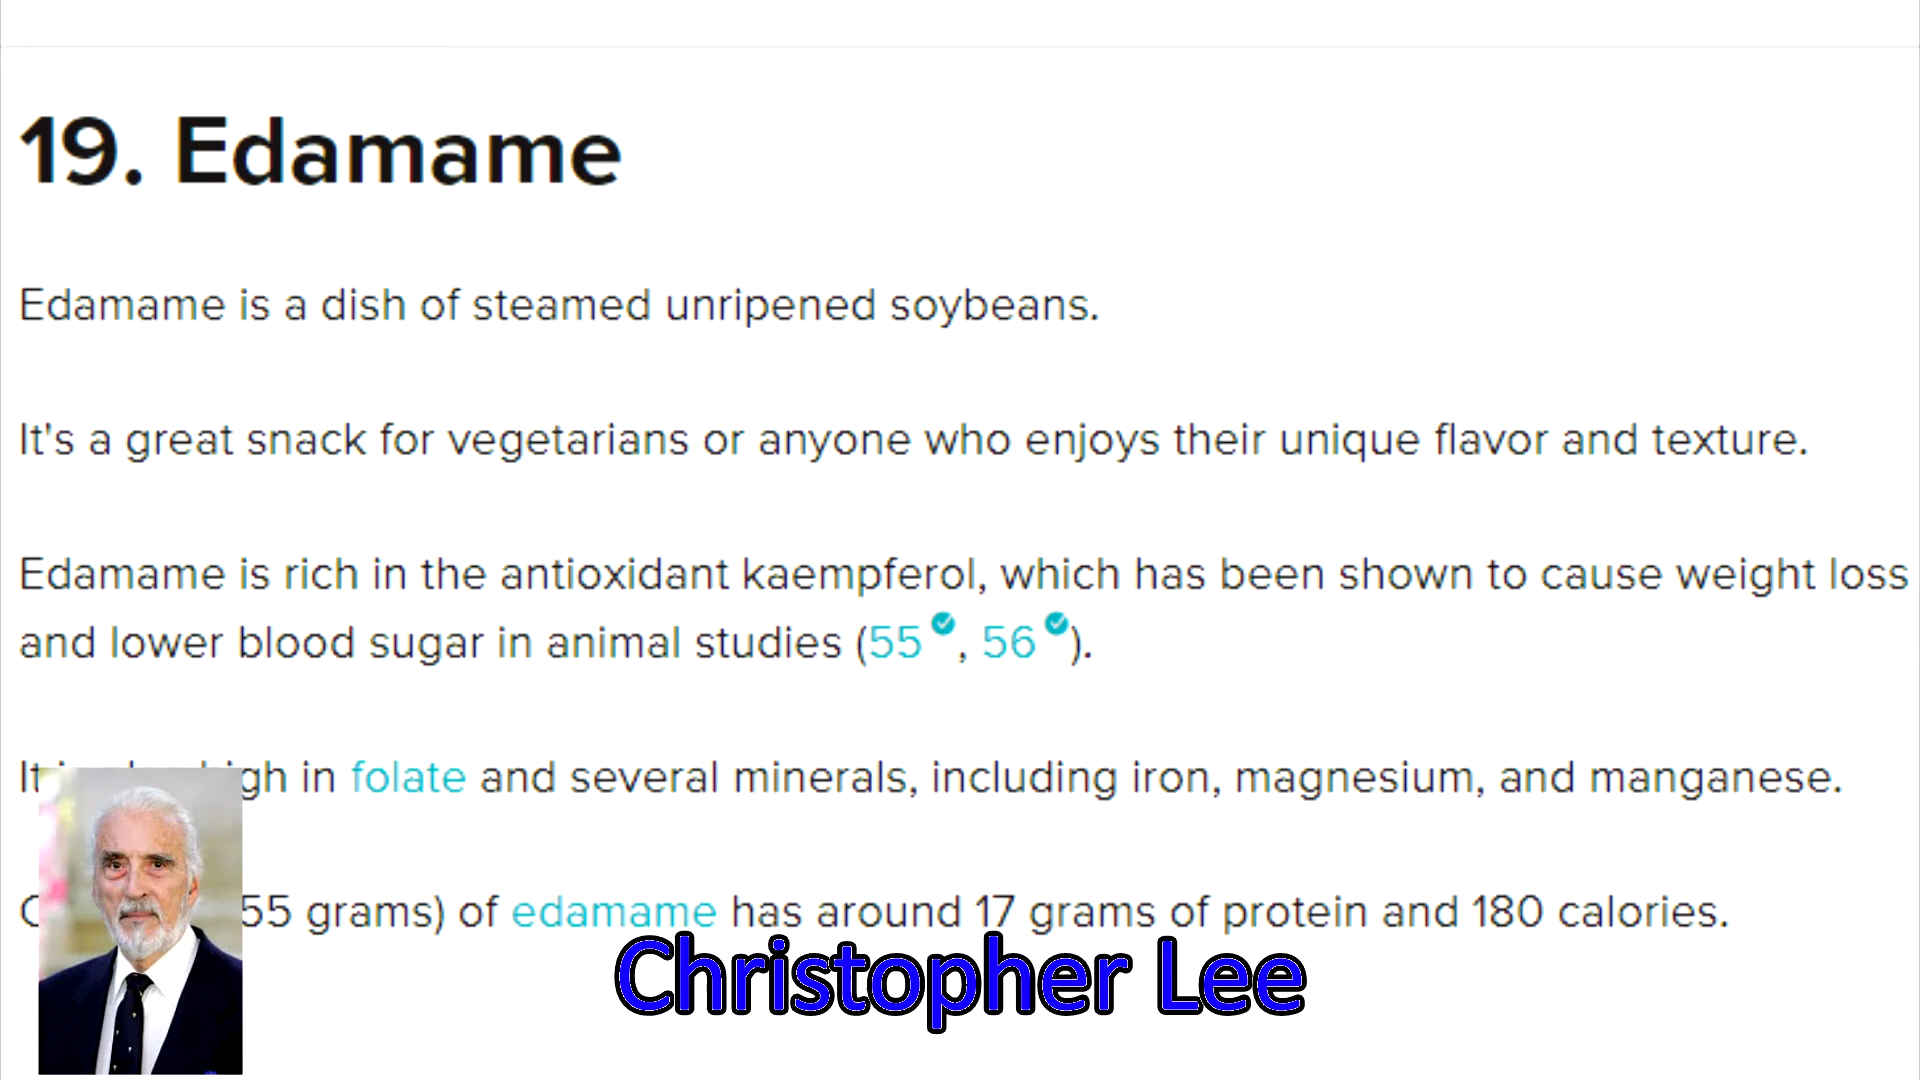 19. Edamame
Edamame is a dish of steamed unripened soybeans.
It's a great snack for vegetarians or anyone who enjoys their unique flavor and texture.
Edamame is rich in the antioxidant kaempferol, which has been shown to cause weight loss
and lower blood sugar in animal studies (55, 56).
It in folate and several minerals, including iron, magnesium, and manganese.
grams) of edamame has around 17 grams of protein and 180 calories.
Christopher Lee